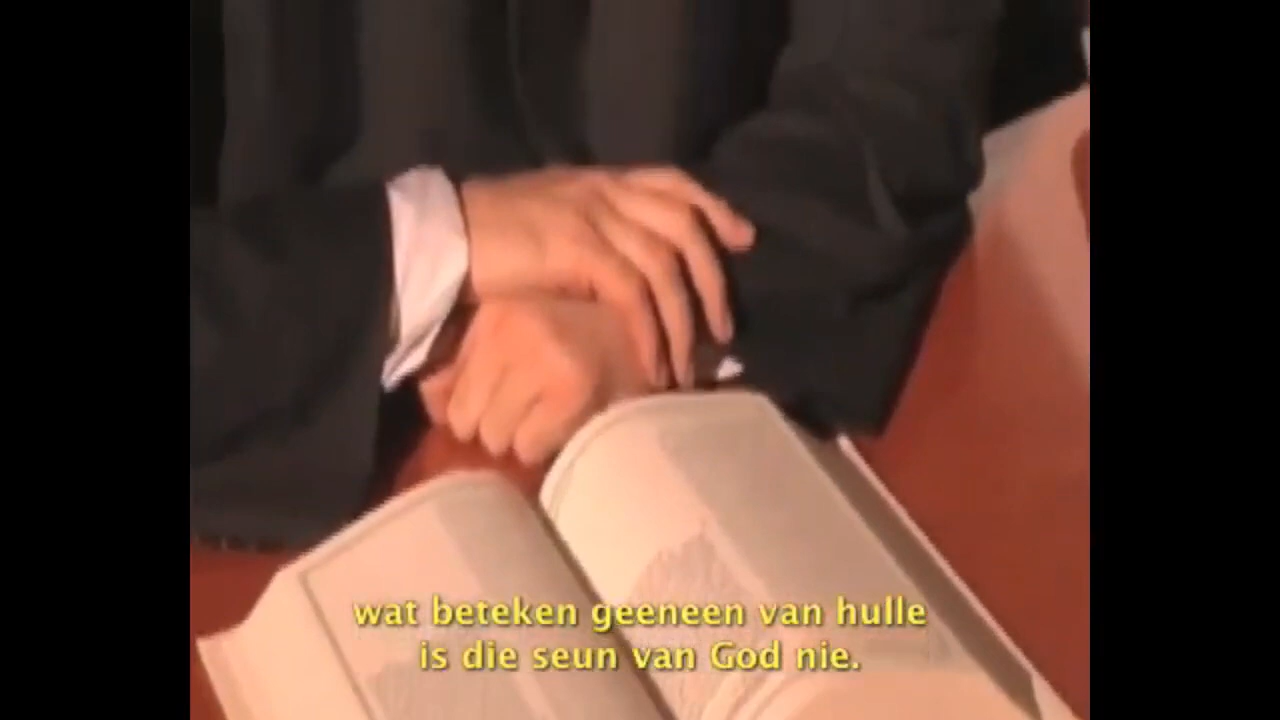 wat beteken geeneen van hulle
is die seun van God nie.